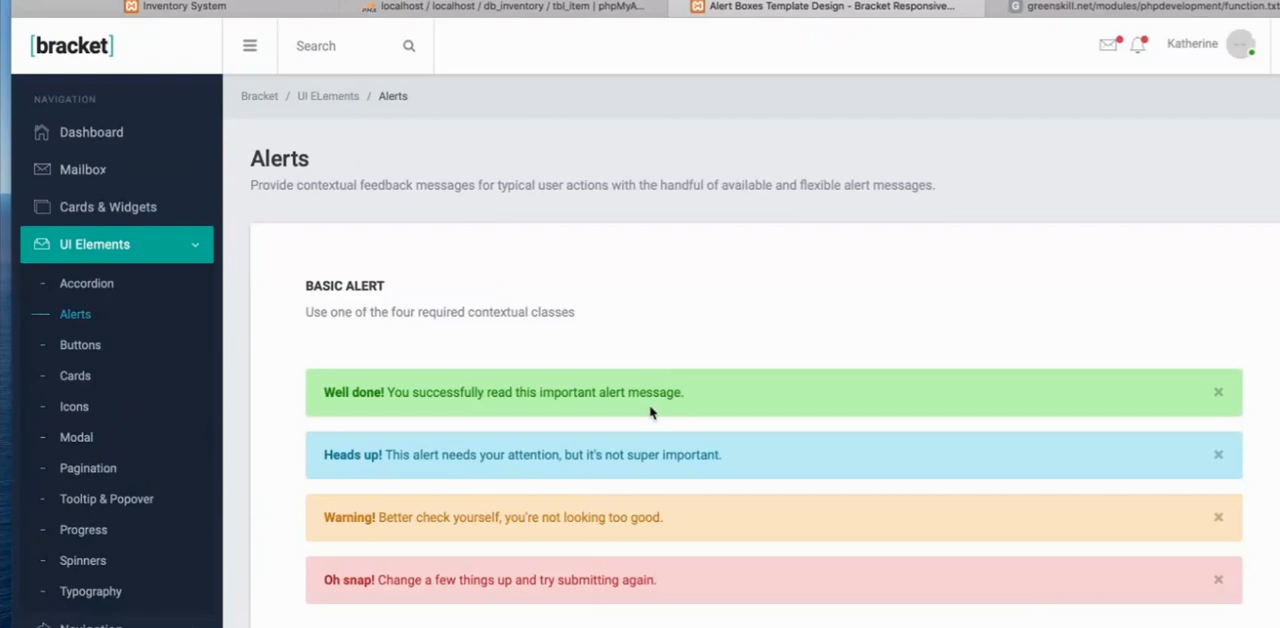 Inventory System
localhost / localhost / db_inventory / tbl_item | phpMyA...
Alert Boxes Template Design - Bracket Responsive...
greenskill.net/modules/phpdevelopment/function.txt
[bracket]
Search
Katherine
NAVIGATION
Dashboard
Mailbox
Cards & Widgets
UI Elements
Accordion
Alerts
Buttons
Cards
Icons
Modal
Pagination
Tooltip & Popover
Progress
Spinners
Typography
Bracket / UI ELements / Alerts
Alerts
Provide contextual feedback messages for typical user actions with the handful of available and flexible alert messages.
BASIC ALERT
Use one of the four required contextual classes
Well done! You successfully read this important alert message. ×
Heads up! This alert needs your attention, but it's not super important. ×
Warning! Better check yourself, you're not looking too good. ×
Oh snap! Change a few things up and try submitting again. ×